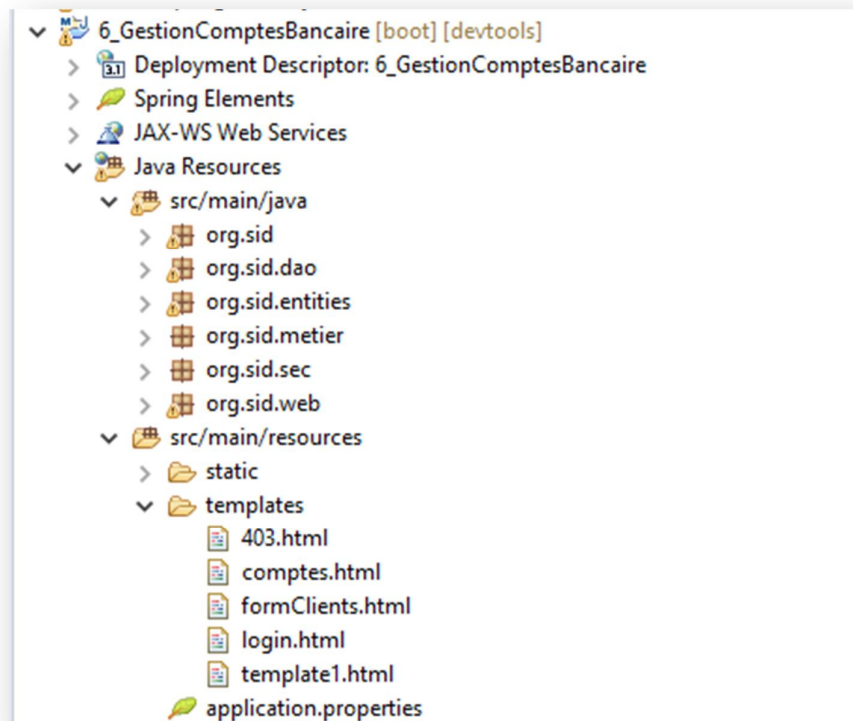 6_GestionComptesBancaire [boot] [devtools]
3.1 Deployment Descriptor: 6_GestionComptesBancaire
Spring Elements
JAX-WS Web Services
Java Resources
src/main/java
org.sid
org.sid.dao
org.sid.entities
org.sid.metier
org.sid.sec
org.sid.web
src/main/resources
static
templates
403.html
comptes.html
formClients.html
login.html
template1.html
application.properties